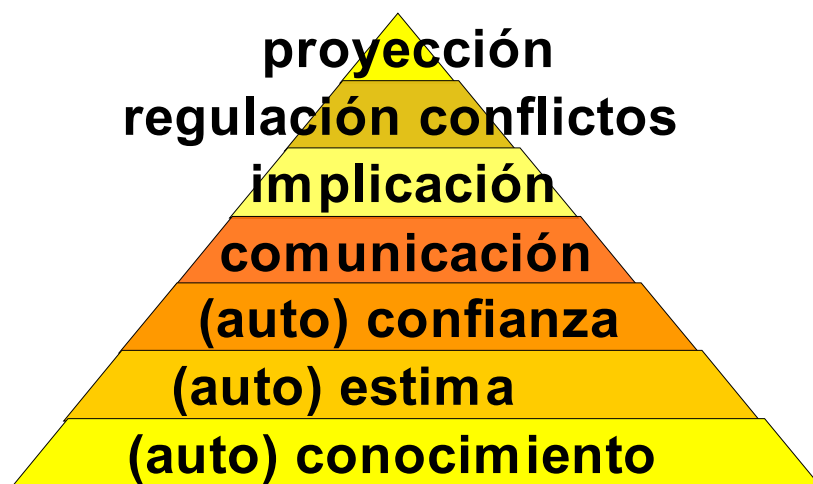 proyección
regulación conflictos
implicación
comunicación
(auto) confianza
(auto) estima
(auto) conocimiento